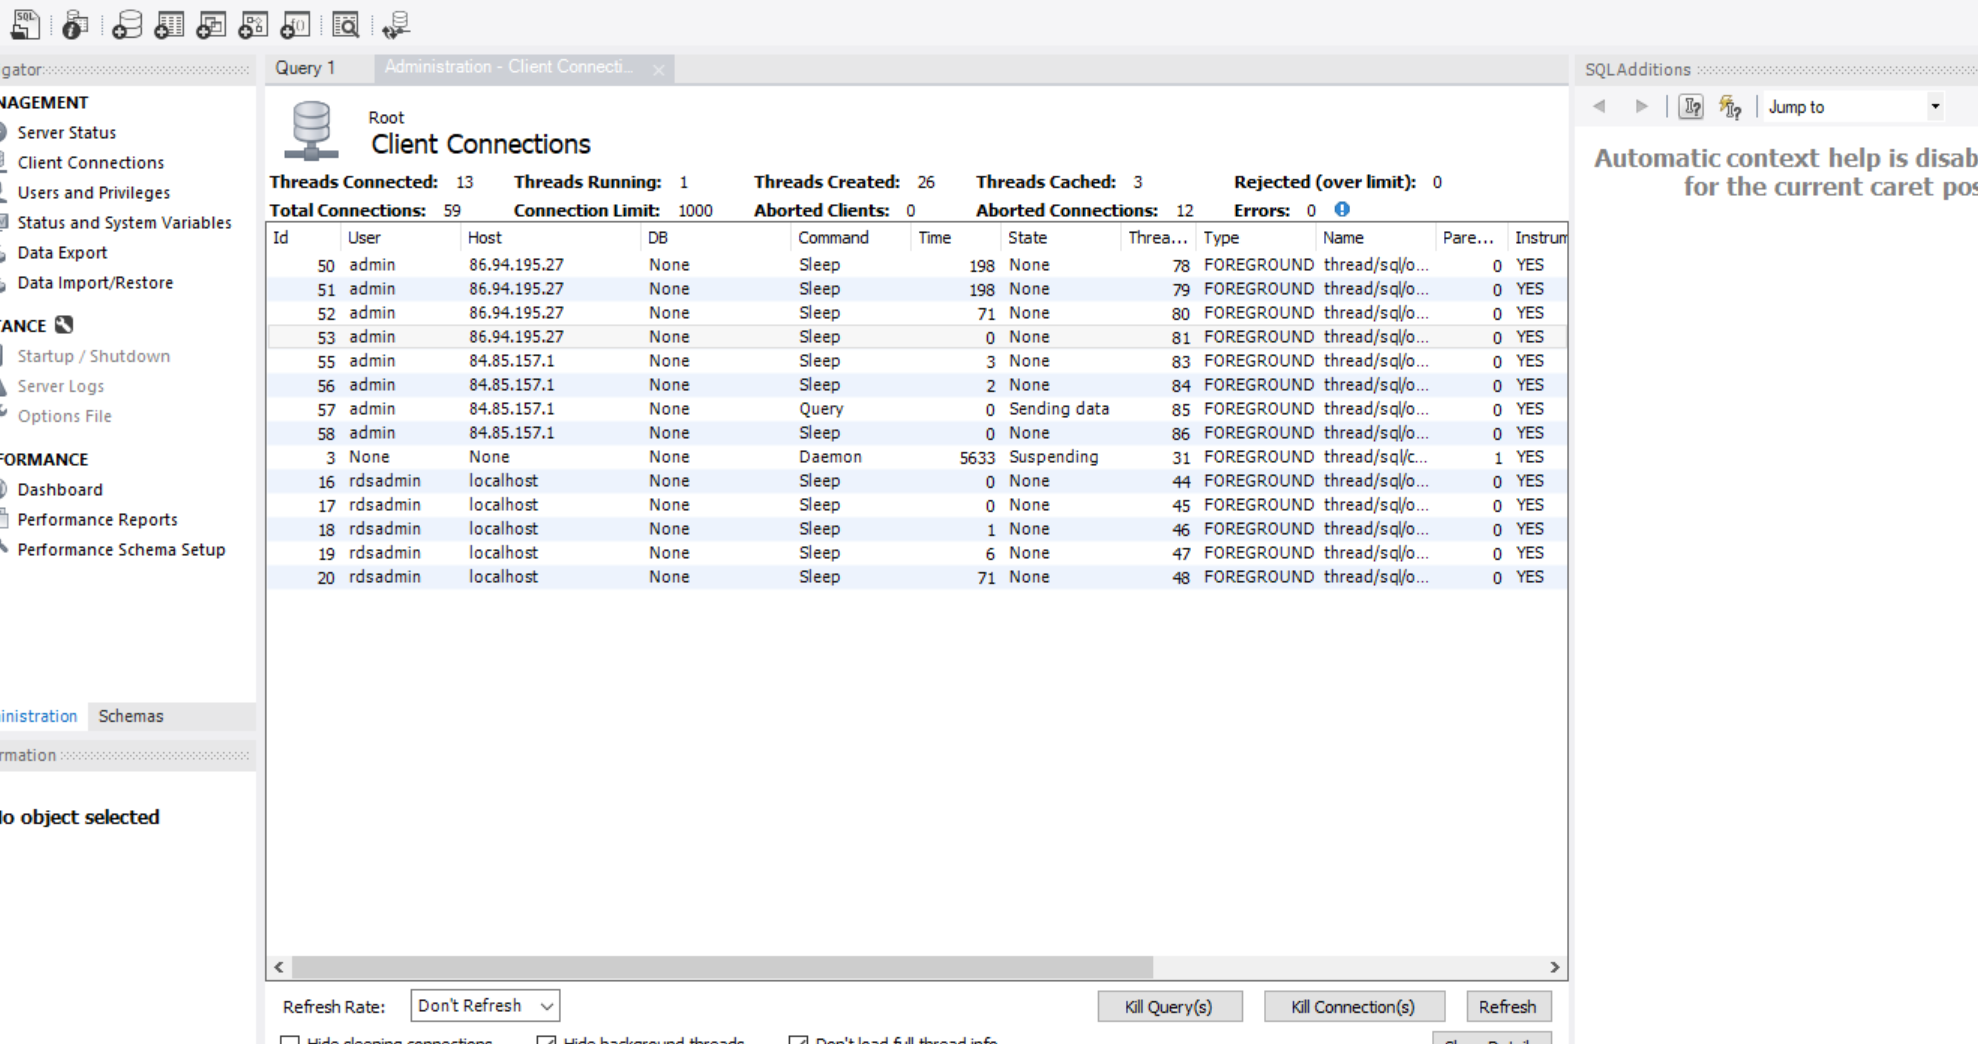 SQL
gator
Query 1
Administration - Client Connecti...
SQLAdditions
NAGEMENT
Server Status
Client Connections
Users and Privileges
Status and System Variables
Data Export
Data Import/Restore
TANCE
Startup / Shutdown
Server Logs
Options File
FORMANCE
Dashboard
Performance Reports
Performance Schema Setup
inistration Schemas
rmation
lo object selected
Root
Client Connections
Threads Connected: 13 Threads Running: 1 Threads Created: 26 Threads Cached: 3 Rejected (over limit): 0
Total Connections: 59 Connection Limit: 1000 Aborted Clients: 0 Aborted Connections: 12 Errors: 0
Id User Host DB Command Time State Threa... Type Name Pare... Instrum
50 admin 86.94.195.27 None Sleep 198 None 78 FOREGROUND thread/sql/o... 0 YES
51 admin 86.94.195.27 None Sleep 198 None 79 FOREGROUND thread/sql/o... 0 YES
52 admin 86.94.195.27 None Sleep 71 None 80 FOREGROUND thread/sql/o... 0 YES
53 admin 86.94.195.27 None Sleep 0 None 81 FOREGROUND thread/sql/o... 0 YES
55 admin 84.85.157.1 None Sleep 3 None 83 FOREGROUND thread/sql/o... 0 YES
56 admin 84.85.157.1 None Sleep 2 None 84 FOREGROUND thread/sql/o... 0 YES
57 admin 84.85.157.1 None Query 0 Sending data 85 FOREGROUND thread/sql/o... 0 YES
58 admin 84.85.157.1 None Sleep 0 None 86 FOREGROUND thread/sql/o... 0 YES
3 None None None Daemon 5633 Suspending 31 FOREGROUND thread/sql/c... 1 YES
16 rdsadmin localhost None Sleep 0 None 44 FOREGROUND thread/sql/o... 0 YES
17 rdsadmin localhost None Sleep 0 None 45 FOREGROUND thread/sql/o... 0 YES
18 rdsadmin localhost None Sleep 1 None 46 FOREGROUND thread/sql/o... 0 YES
19 rdsadmin localhost None Sleep 6 None 47 FOREGROUND thread/sql/o... 0 YES
20 rdsadmin localhost None Sleep 71 None 48 FOREGROUND thread/sql/o... 0 YES
Refresh Rate: Don't Refresh Kill Query(s) Kill Connection(s) Refresh
Hide sleeping connections Hide background threads Don't load full thread info
Jump to
Automatic context help is disab
for the current caret pos